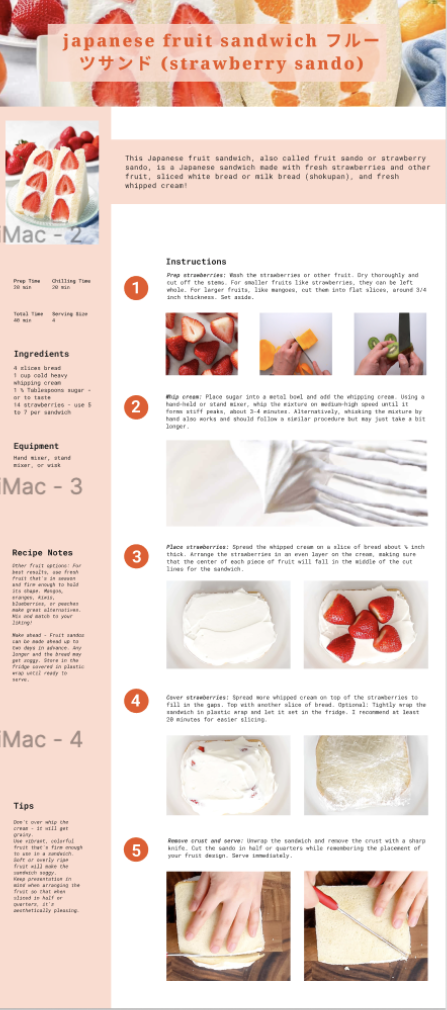 japanese fruit sandwich フルー
ツサンド (strawberry sando)
This Japanese fruit sandwich, also called fruit sando or strawberry
sando, is a Japanese sandwich made with fresh strawberries and other
fruit, sliced white bread or milk bread (shokupan), and fresh
whipped cream!
iMac - 2
Prep Time
Chilling Time
20 min
20 min
Total Time
Serving Size
40 min
4
Ingredients
4 slices bread
1 cup cold heavy
whipping cream
1 ½ Tablespoons sugar -
or to taste
14 strawberries - use 5
to 7 per sandwich
Equipment
Hand mixer, stand
mixer, or wisk
iMac - 3
Recipe Notes
Other fruit options: For
best results, use fresh
fruit that's in season
and firm enough to hold
its shape. Mangos,
oranges, kiwis,
blueberries, or peaches
make great alternatives.
Mix and match to your
liking!
Make ahead - Fruit sandos
can be made ahead up to
two days in advance. Any
longer and the bread may
get soggy. Store in the
fridge covered in plastic
wrap until ready to
serve.
iMac - 4
Tips
Don't over whip the
cream - it will get
grainy.
Use vibrant, colorful
fruit that's firm enough
to use in a sandwich.
Soft or overly ripe
fruit will make the
sandwich soggy.
Keep presentation in
mind when arranging the
fruit so that when
sliced in half or
quarters, it's
aesthetically pleasing.
Instructions
1
Prep strawberries: Wash the strawberries or other fruit. Dry thoroughly and
cut off the stems. For smaller fruits like strawberries, they can be left
whole. For larger fruits, like mangoes, cut them into flat slices, around 3/4
inch thickness. Set aside.
2
Whip cream: Place sugar into a metal bowl and add the whipping cream. Using a
hand-held or stand mixer, whip the mixture on medium-high speed until it
forms stiff peaks, about 3-4 minutes. Alternatively, whisking the mixture by
hand also works and should follow a similar procedure but may just take a bit
longer.
3
Place strawberries: Spread the whipped cream on a slice of bread about inch
thick. Arrange the strawberries in an even layer on the cream, making sure
that the center of each piece of fruit will fall in the middle of the cut
lines for the sandwich.
4
Cover strawberries: Spread more whipped cream on top of the strawberries to
fill in the gaps. Top with another slice of bread. Optional: Tightly wrap the
sandwich in plastic wrap and let it set in the fridge. I recommend at least
20 minutes for easier slicing.
5
Remove crust and serve: Unwrap the sandwich and remove the crust with a sharp
knife. Cut the sando in half or quarters while remembering the placement of
your fruit design. Serve immediately.